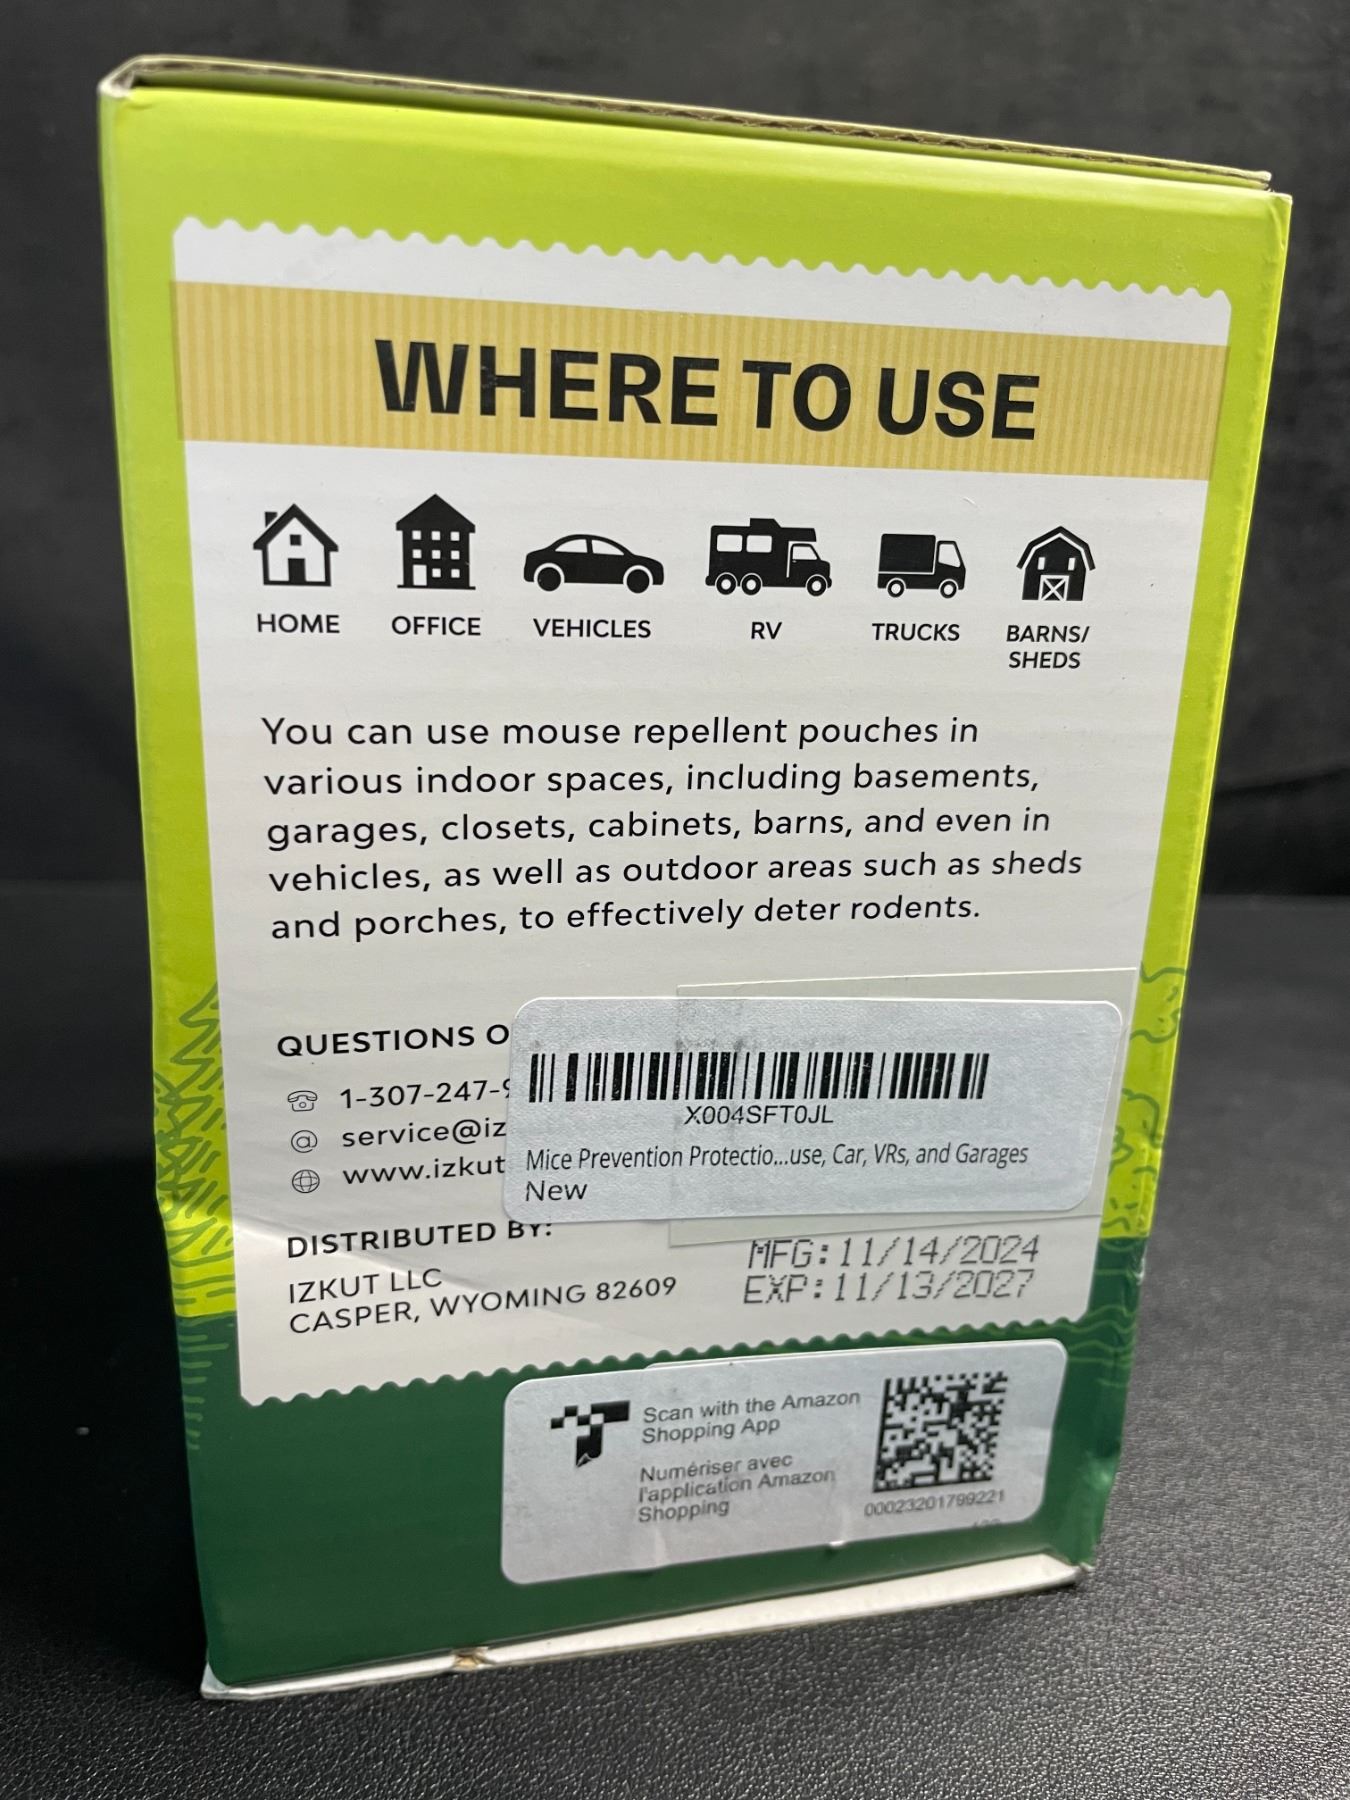 WHERE TO USE
HOME
OFFICE
VEHICLES
RV
TRUCKS
BARNS/
SHEDS
You can use mouse repellent pouches in
various indoor spaces, including basements,
garages, closets, cabinets, barns, and even in
vehicles, as well as outdoor areas such as sheds
and porches, to effectively deter rodents.
QUESTIONS O
1-307-247-
service@iz
www.izkut
X004SFT0JL
Mice Prevention Protectio...use, Car, VRs, and Garages
New
DISTRIBUTED BY:
IZKUT LLC
CASPER, WYOMING 82609
MFG:11/14/2024
EXP:11/13/2027
Scan with the Amazon
Shopping App
Numériser avec
l'application Amazon
Shopping
00023201799221